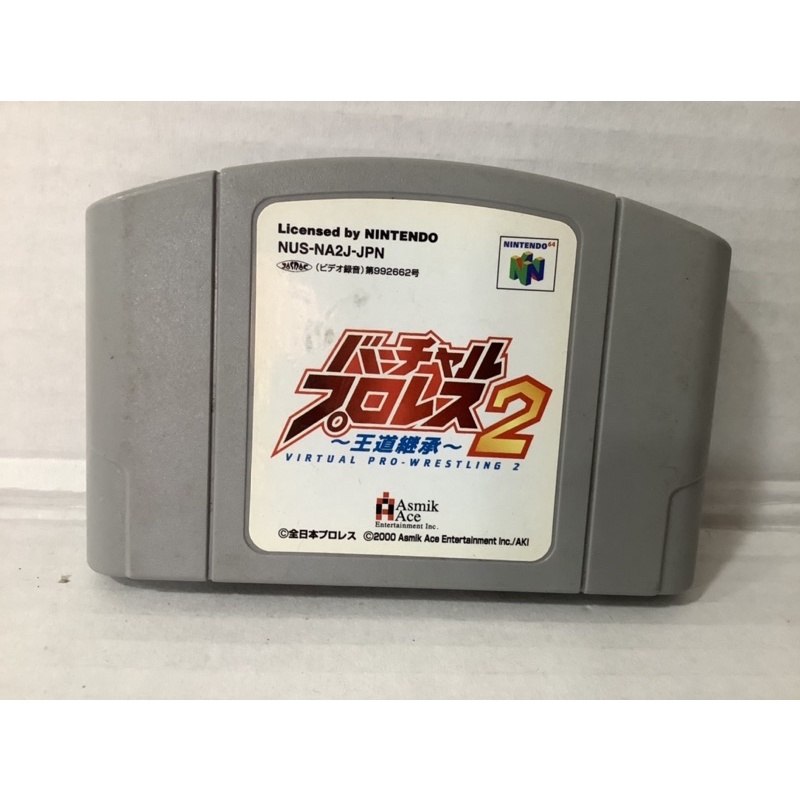 Licensed by NINTENDO
NUS-NA2J-JPN
(ビデオ録音)第992662号
NINTENDO 64
バーチャル
プロレス2
~王道継承~
VIRTUAL PRO-WRESTLING 2
Asmik
Ace
Entertainment Inc.
©全日本プロレス ©2000 Asmik Ace Entertainment Inc./AKI